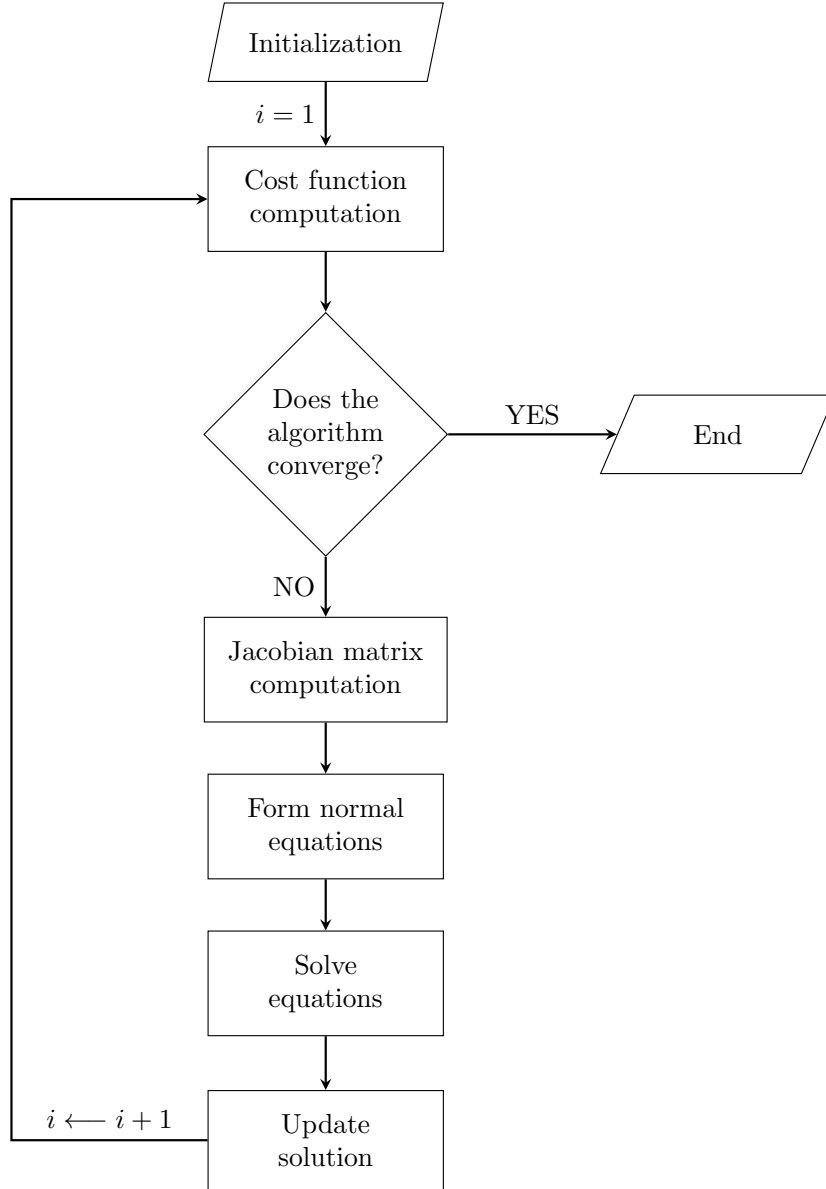 Initialization
i = 1
Cost function
computation
Does the
algorithm
converge?
YES
End
NO
Jacobian matrix
computation
Form normal
equations
Solve
equations
i ⟵ i + 1
Update
solution